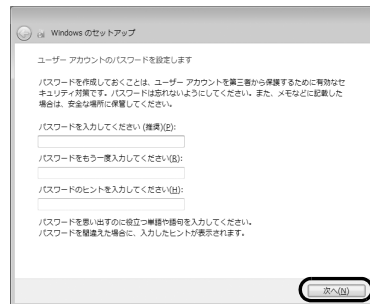 Windows のセットアップ
ユーザー アカウントのパスワードを設定します
パスワードを作成しておくことは、ユーザー アカウントを第三者から保護するために有効なセ
キュリティ対策です。パスワードは忘れないようにしてください。また、メモなどに記載した
場合は、安全な場所に保管してください。
パスワードを入力してください (推奨)(P):
パスワードをもう一度入力してください(R):
パスワードのヒントを入力してください(H):
パスワードを思い出すのに役立つ単語や語句を入力してください。
パスワードを間違えた場合に、入力したヒントが表示されます。
次へ(N)